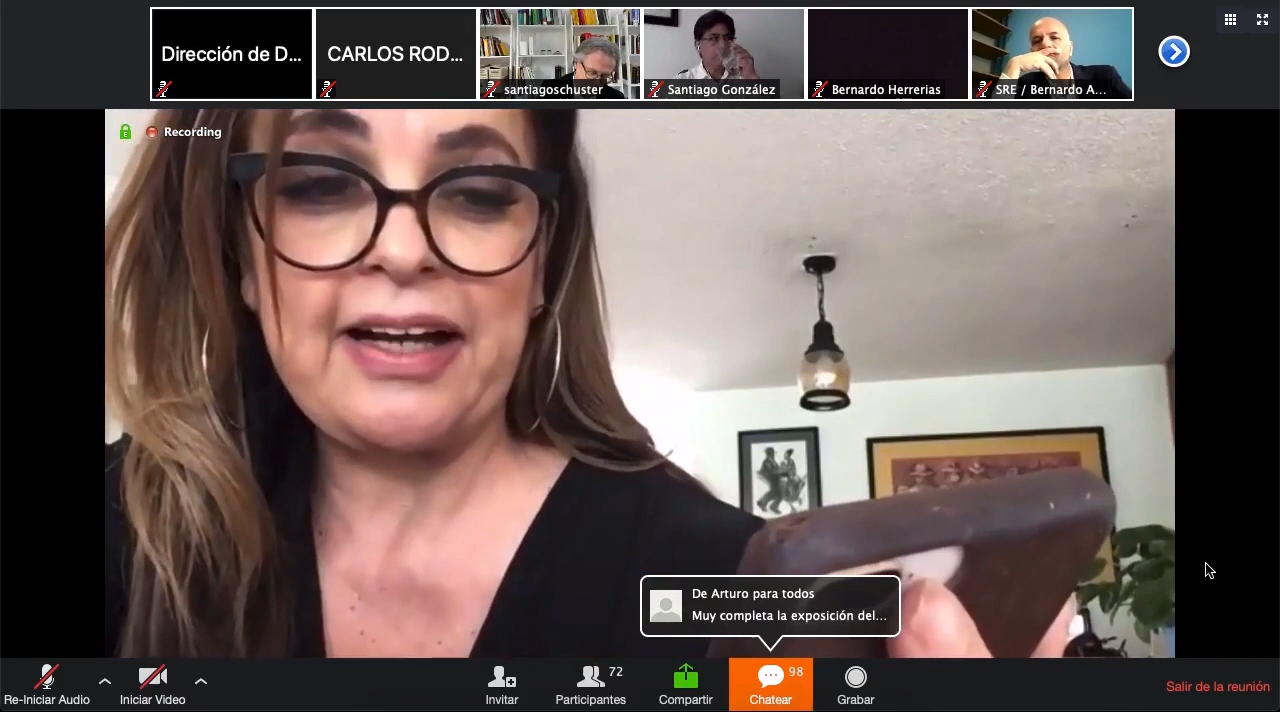 Dirección de D...
CARLOS ROD...
santiagoschuster
Santiago González
Bernardo Herrerias
SRE / Bernardo A...
E
Recording
De Arturo para todos
Muy completa la exposición del...
Re-Iniciar Audio
Iniciar Video
Invitar
72
Participantes
Compartir
98
Chatear
Grabar
Salir de la reunión